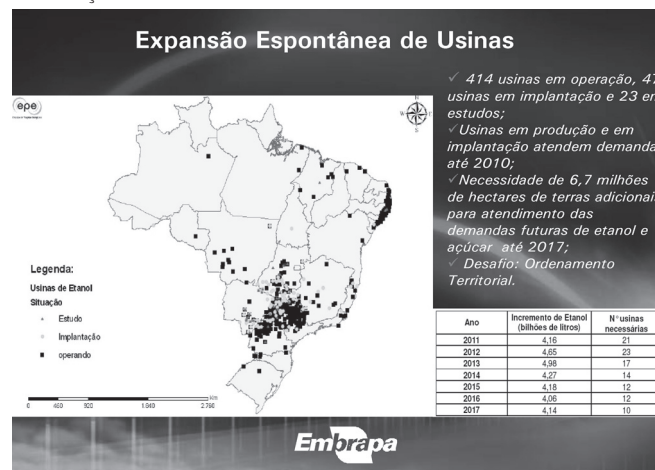 Expansão Espontânea de Usinas
epe
N
S
✓ 414 usinas em operação, 47
usinas em implantação e 23 em
estudos;
✓Usinas em produção e em
implantação atendem demanda
até 2010;
✓Necessidade de 6,7 milhões
de hectares de terras adicionais
para atendimento das
demandas futuras de etanol e
açúcar até 2017;
✓ Desafio: Ordenamento
Territorial.
Legenda:
Usinas de Etanol
Situação
Estudo
Implantação
operando
0 460 920 1.840 2.760 km
Ano Incremento de Etanol (bilhões de litros) N° usinas necessárias
2011 4,16 21
2012 4,65 23
2013 4,98 17
2014 4,27 14
2015 4,18 12
2016 4,06 12
2017 4,14 10
Embrapa